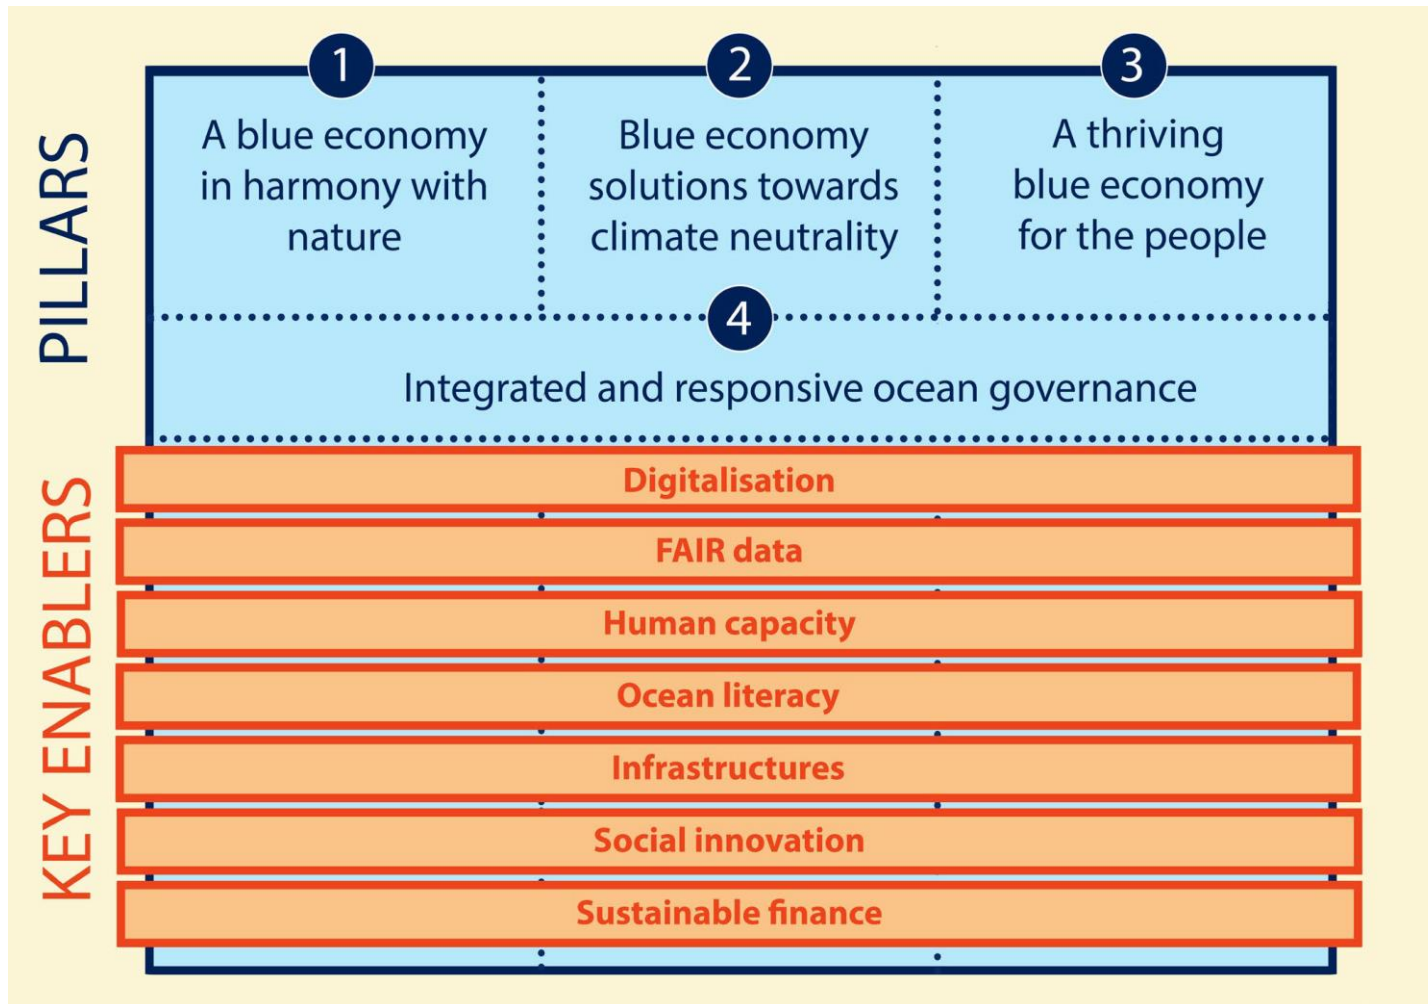 PILLARS
1
A blue economy
in harmony with
nature
2
Blue economy
solutions towards
climate neutrality
3
A thriving
blue economy
for the people
4
Integrated and responsive ocean governance
KEY ENABLERS
Digitalisation
FAIR data
Human capacity
Ocean literacy
Infrastructures
Social innovation
Sustainable finance